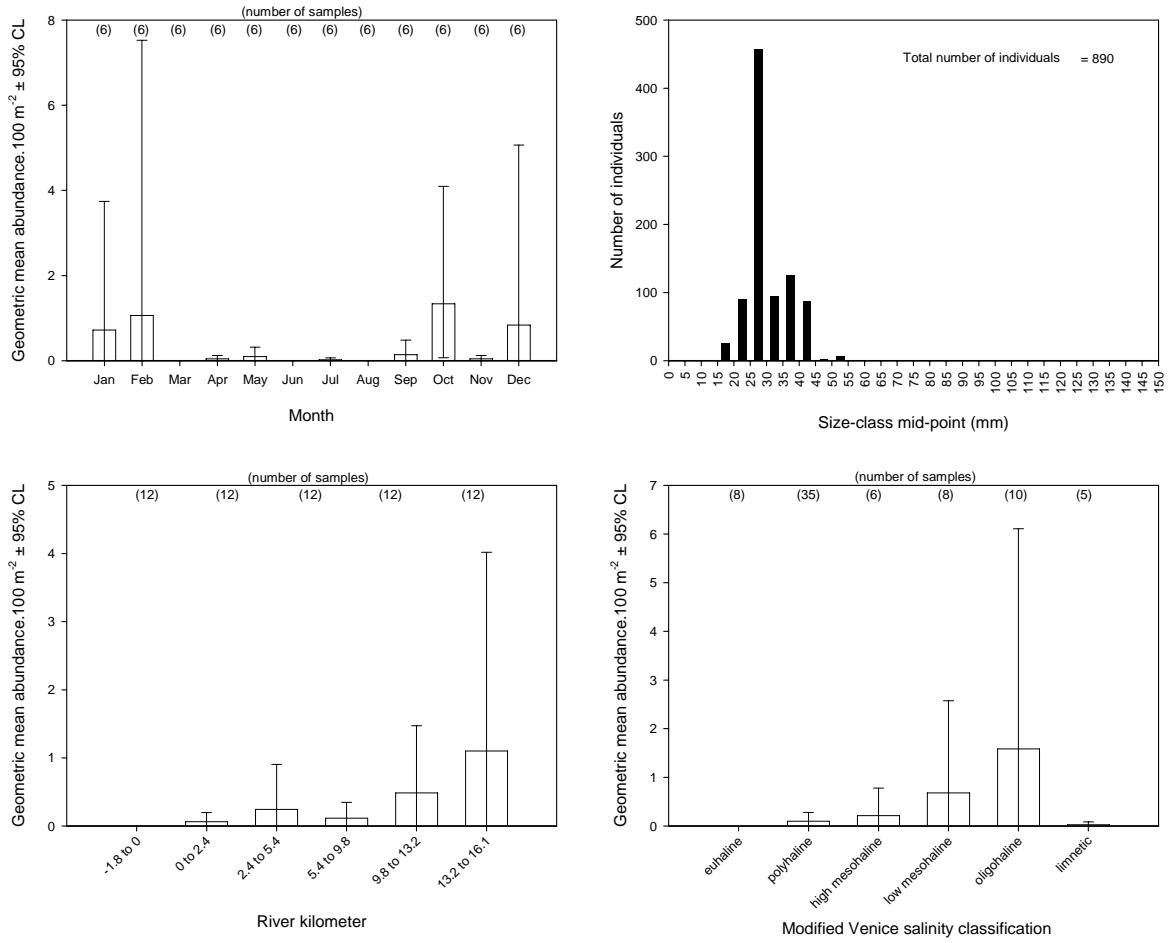 (number of samples)
(6) (6) (6) (6) (6) (6) (6) (6) (6) (6) (6) (6)
8
6
4
2
0
Geometric mean abundance.100 m-2 ± 95% CL
Jan Feb Mar Apr May Jun Jul Aug Sep Oct Nov Dec
Month
500
400
300
200
100
0
Number of individuals
Total number of individuals = 890
0 5 10 15 20 25 30 35 40 45 50 55 60 65 70 75 80 85 90 95 100 105 110 115 120 125 130 135 140 145 150
Size-class mid-point (mm)
(number of samples)
(12) (12) (12) (12) (12)
5
4
3
2
1
0
Geometric mean abundance.100 m-2 ± 95% CL
-1.8 to 0 0 to 2.4 2.4 to 5.4 5.4 to 9.8 9.8 to 13.2 13.2 to 16.1
River kilometer
(number of samples)
(8) (35) (6) (8) (10) (5)
7
6
5
4
3
2
1
0
Geometric mean abundance.100 m-2 ± 95% CL
euhaline polyhaline high mesohaline low mesohaline oligohaline limnetic
Modified Venice salinity classification